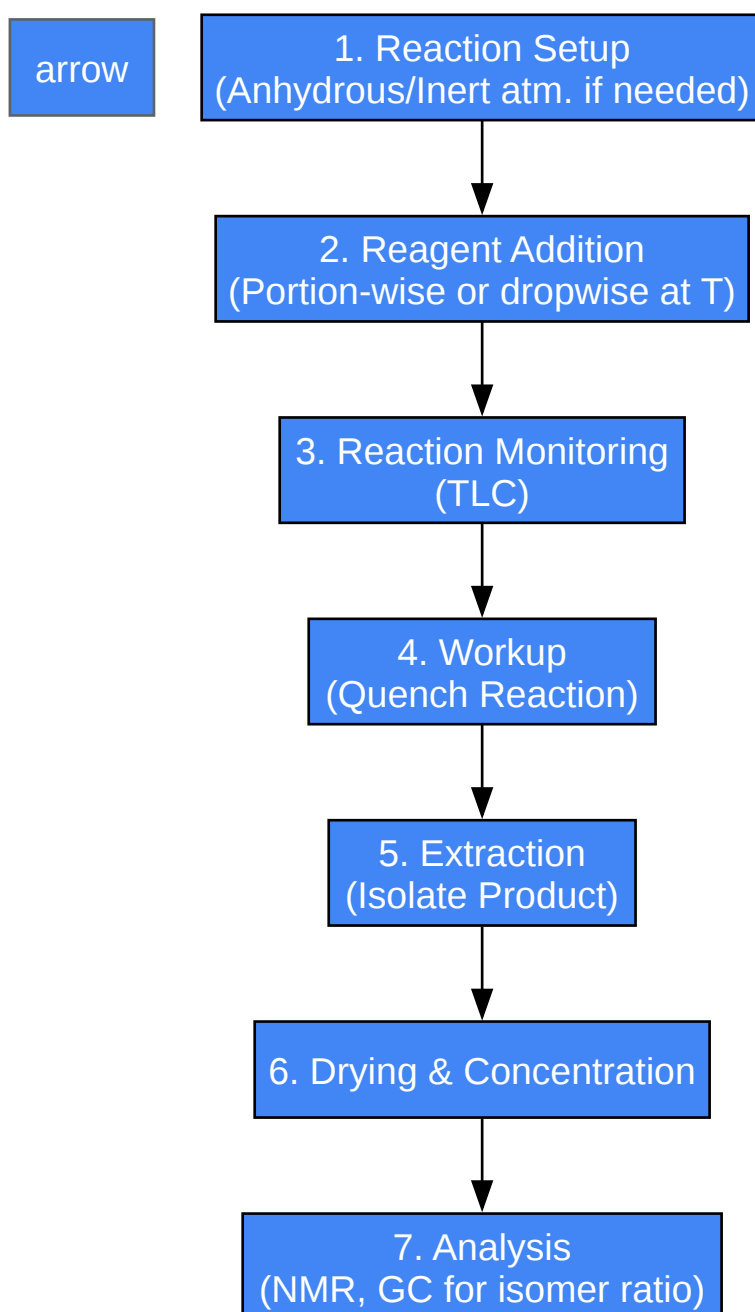 arrow
1. Reaction Setup
(Anhydrous/Inert atm. if needed)
2. Reagent Addition
(Portion-wise or dropwise at T)
3. Reaction Monitoring
(TLC)
4. Workup
(Quench Reaction)
5. Extraction
(Isolate Product)
6. Drying & Concentration
7. Analysis
(NMR, GC for isomer ratio)